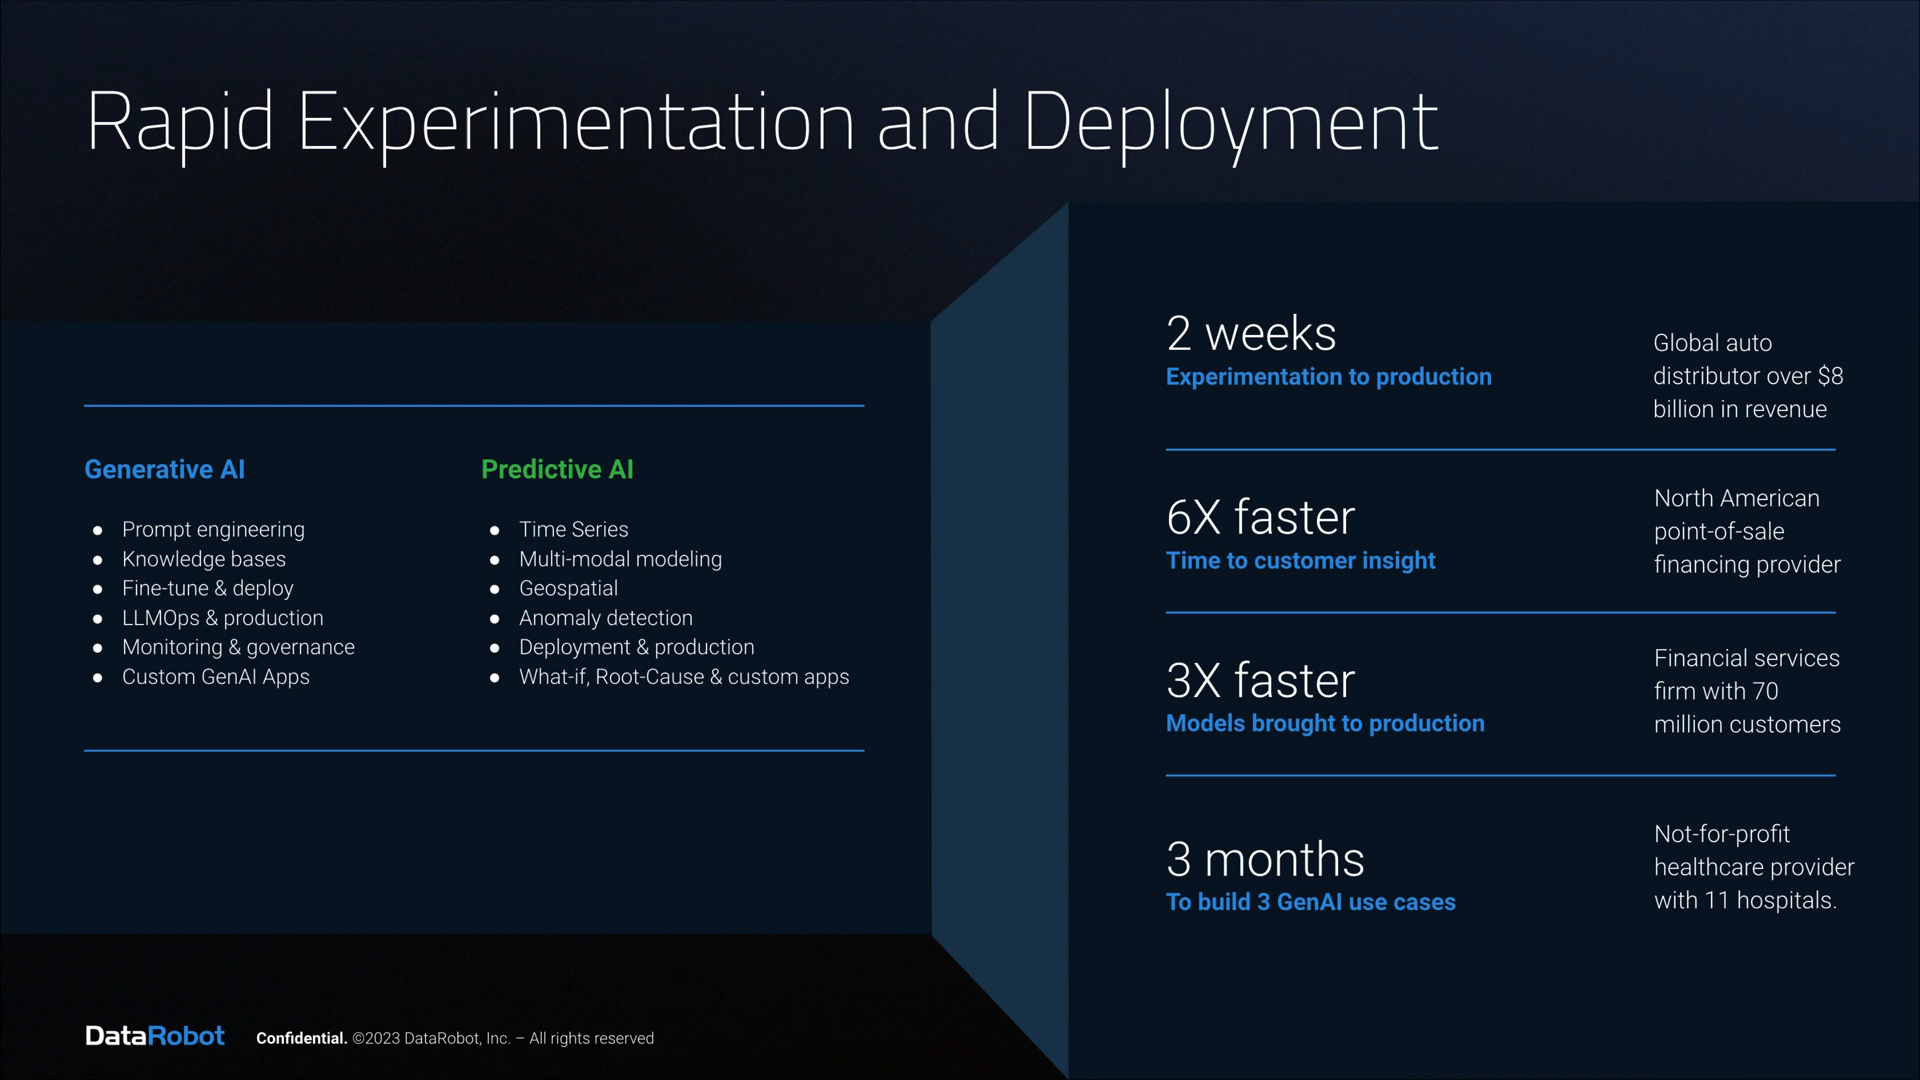 Rapid Experimentation and Deployment
Generative AI
● Prompt engineering
● Knowledge bases
● Fine-tune & deploy
● LLMOps & production
● Monitoring & governance
● Custom GenAI Apps
Predictive AI
● Time Series
● Multi-modal modeling
● Geospatial
● Anomaly detection
● Deployment & production
● What-if, Root-Cause & custom apps
2 weeks
Experimentation to production
Global auto
distributor over $8
billion in revenue
6X faster
Time to customer insight
North American
point-of-sale
financing provider
3X faster
Models brought to production
Financial services
firm with 70
million customers
3 months
To build 3 GenAI use cases
Not-for-profit
healthcare provider
with 11 hospitals.
DataRobot
Confidential. ©2023 DataRobot, Inc. – All rights reserved